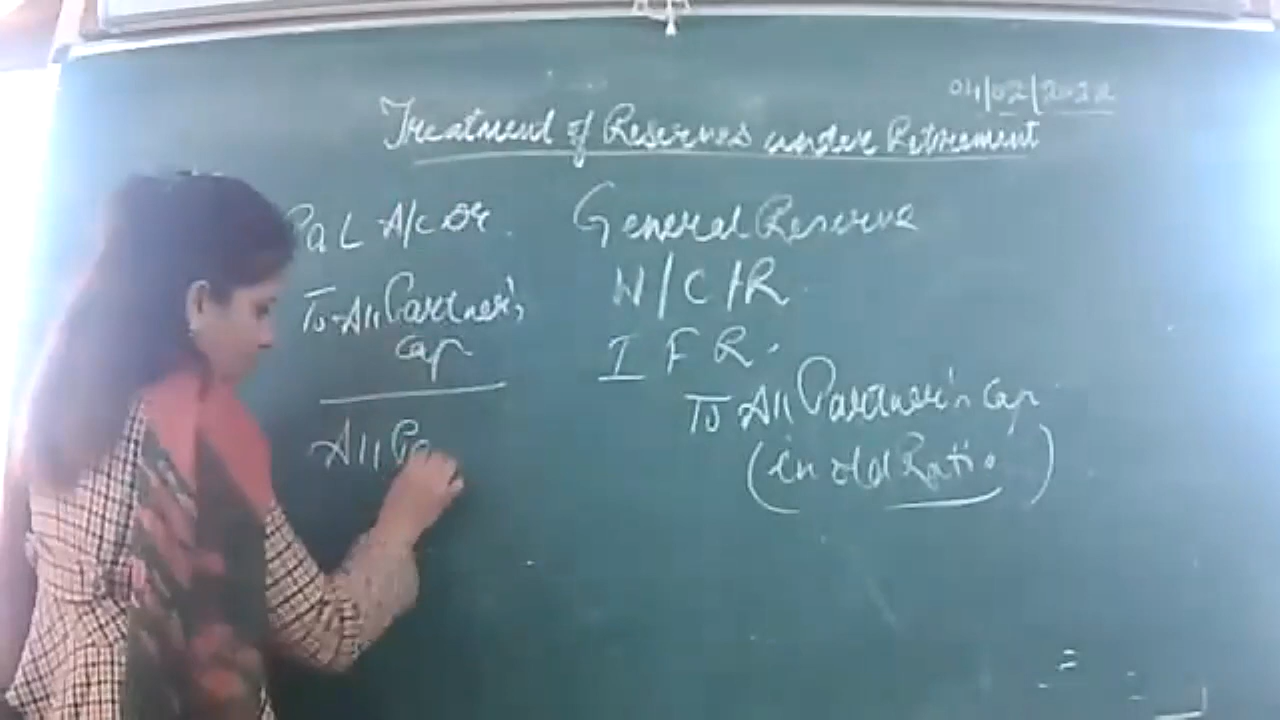 04/02/2022
Treatment of Reserves under Retirement
P a L A/c Dr.
To All Partner's
Cap
All Pa
General Reserve
W/C/R
I F R.
To All Partner's Cap
(in old Ratio)